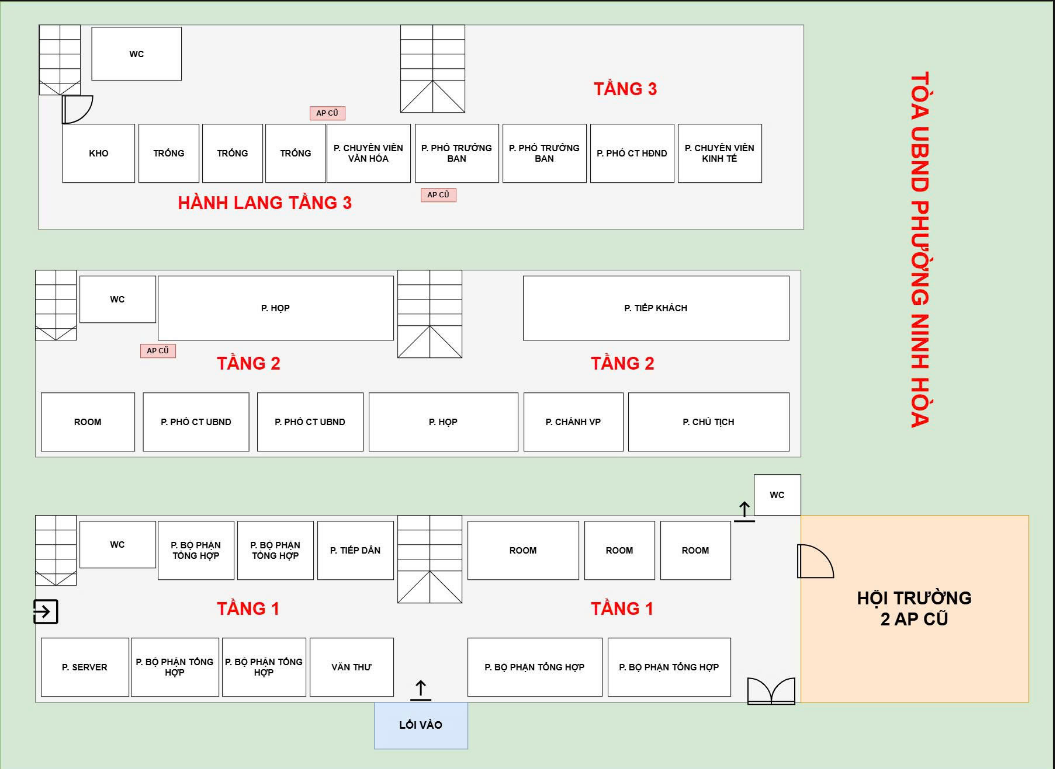 WC
TẦNG 3
AP CŨ
KHO
TRỐNG
TRỐNG
TRỐNG
P. CHUYÊN VIÊN
VĂN HÓA
P. PHÓ TRƯỞNG
BAN
P. PHÓ TRƯỞNG
BAN
P. PHÓ CT HĐND
P. CHUYÊN VIÊN
KINH TẾ
AP CŨ
HÀNH LANG TẦNG 3
TÒA UBND PHƯỜNG NINH HÒA
WC
P. HỌP
P. TIẾP KHÁCH
AP CŨ
TẦNG 2
TẦNG 2
ROOM
P. PHÓ CT UBND
P. PHÓ CT UBND
P. HỌP
P. CHÁNH VP
P. CHỦ TỊCH
WC
WC
P. BỘ PHẬN
TỔNG HỢP
P. BỘ PHẬN
TỔNG HỢP
P. TIẾP DÂN
ROOM
ROOM
ROOM
TẦNG 1
TẦNG 1
HỘI TRƯỜNG
2 AP CŨ
P. SERVER
P. BỘ PHẬN TỔNG
HỢP
P. BỘ PHẬN TỔNG
HỢP
VĂN THƯ
P. BỘ PHẬN TỔNG HỢP
P. BỘ PHẬN TỔNG HỢP
LỐI VÀO